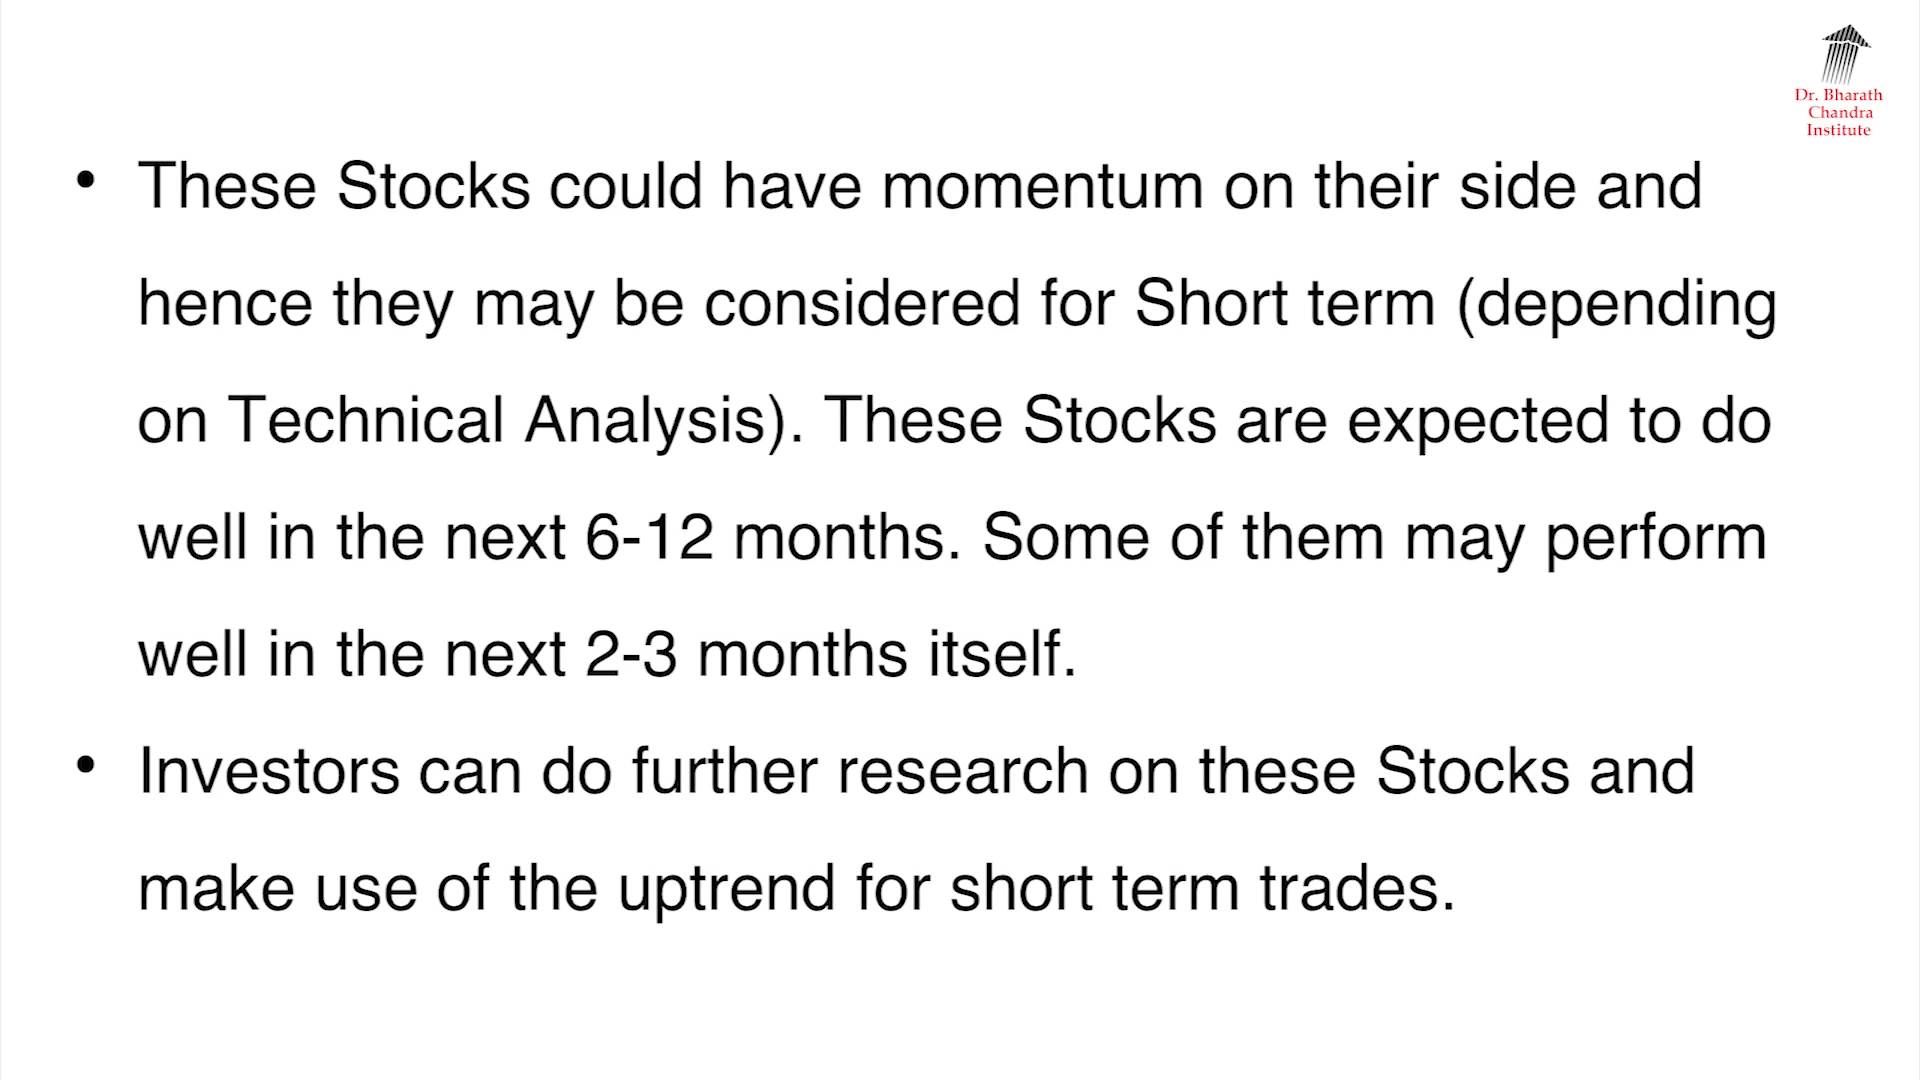 Dr. Bharath
Chandra
Institute
• These Stocks could have momentum on their side and
hence they may be considered for Short term (depending
on Technical Analysis). These Stocks are expected to do
well in the next 6-12 months. Some of them may perform
well in the next 2-3 months itself.
• Investors can do further research on these Stocks and
make use of the uptrend for short term trades.